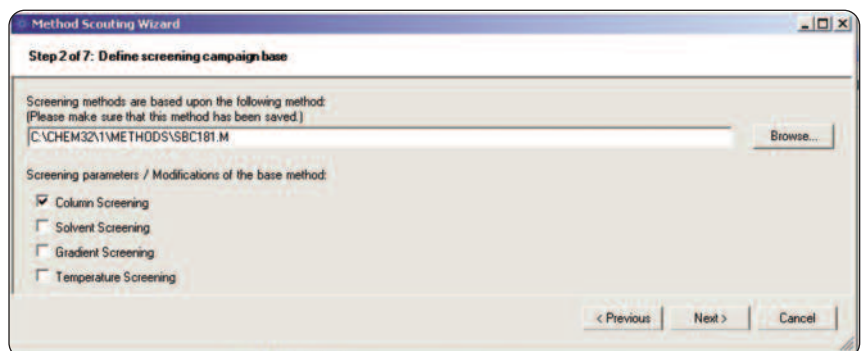 Method Scouting Wizard
Step 2 of 7: Define screening campaign base
Screening methods are based upon the following method:
(Please make sure that this method has been saved.)
C:\CHEM32\1\METHODS\SBC181.M
Browse...
Screening parameters / Modifications of the base method:
Column Screening
Solvent Screening
Gradient Screening
Temperature Screening
< Previous
Next >
Cancel